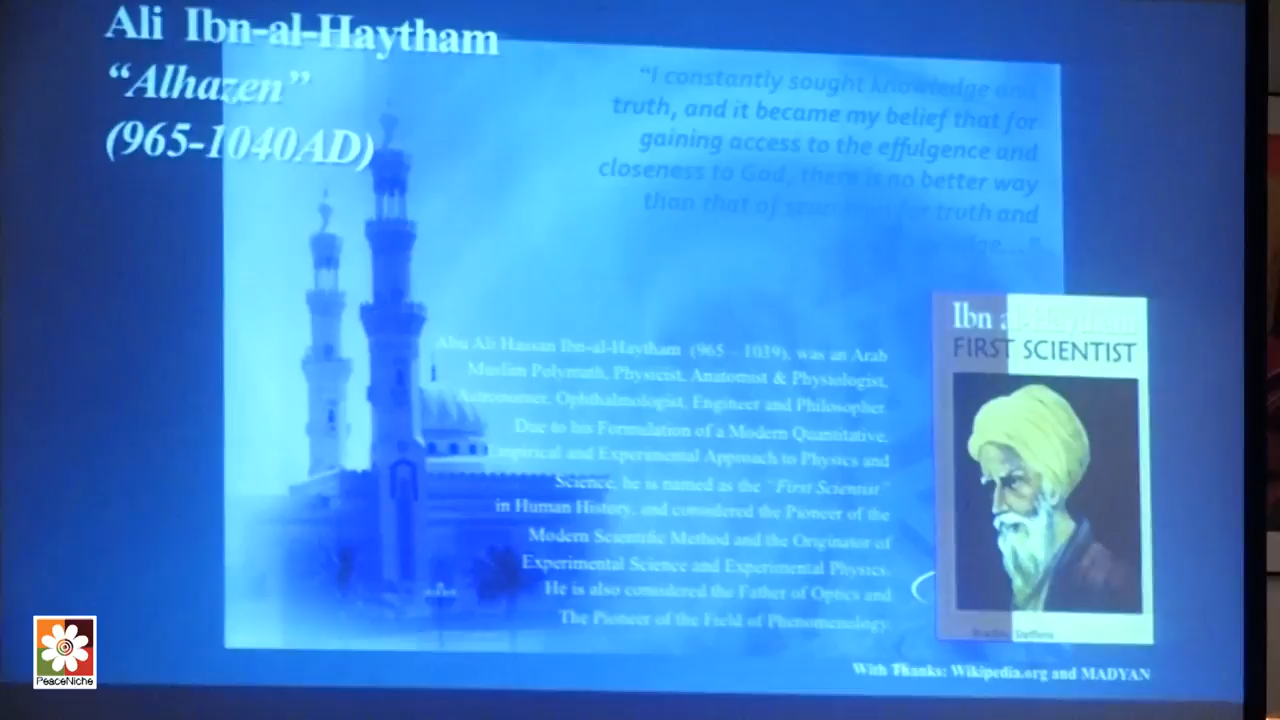 Ali Ibn-al-Haytham
“Alhazen”
(965-1040AD)
“I constantly sought knowledge and
truth, and it became my belief that for
gaining access to the effulgence and
closeness to God, there is no better way
than that of searching for truth and
Ibn al-Haytham
FIRST SCIENTIST
Abu Ali Hassan Ibn-al-Haytham (965 - 1039), was an Arab
Muslim Polymath, Physicist, Anatomist & Physiologist,
Astronomer, Ophthalmologist, Engineer and Philosopher.
Due to his Formulation of a Modern Quantitative,
Empirical and Experimental Approach to Physics and
Science, he is named as the “First Scientist”
in Human History, and considered the Pioneer of the
Modern Scientific Method and the Originator of
Experimental Science and Experimental Physics.
He is also considered the Father of Optics and
The Pioneer of the Field of Phenomenology.
Bradley Steffens
With Thanks: Wikipedia.org and MADYAN
PeaceNiche